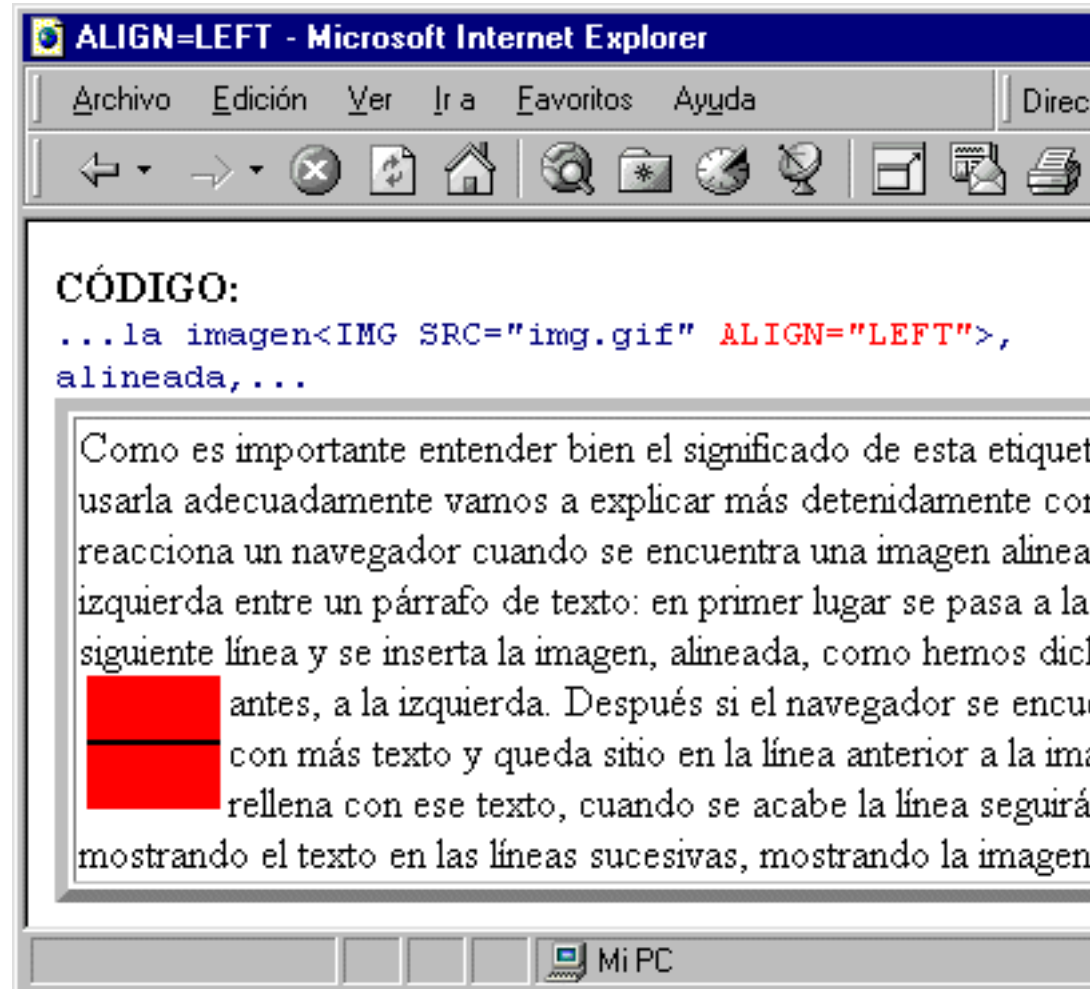 ALIGN=LEFT - Microsoft Internet Explorer
Archivo Edición Ver Ir a Favoritos Ayuda Direc
CÓDIGO:
...la imagen<IMG SRC="img.gif" ALIGN="LEFT">,
alineada,...
Como es importante entender bien el significado de esta etiquet
usarla adecuadamente vamos a explicar más detenidamente
reacciona un navegador cuando se encuentra una imagen alinea
izquierda entre un párrafo de texto: en primer lugar se pasa a la
siguiente línea y se inserta la imagen, alineada, como hemos
antes, a la izquierda. Después si el navegador se
con más texto y queda sitio en la línea anterior a la
rellena con ese texto, cuando se acabe la línea seguirá
mostrando el texto en las líneas sucesivas, mostrando la imagen
Mi PC